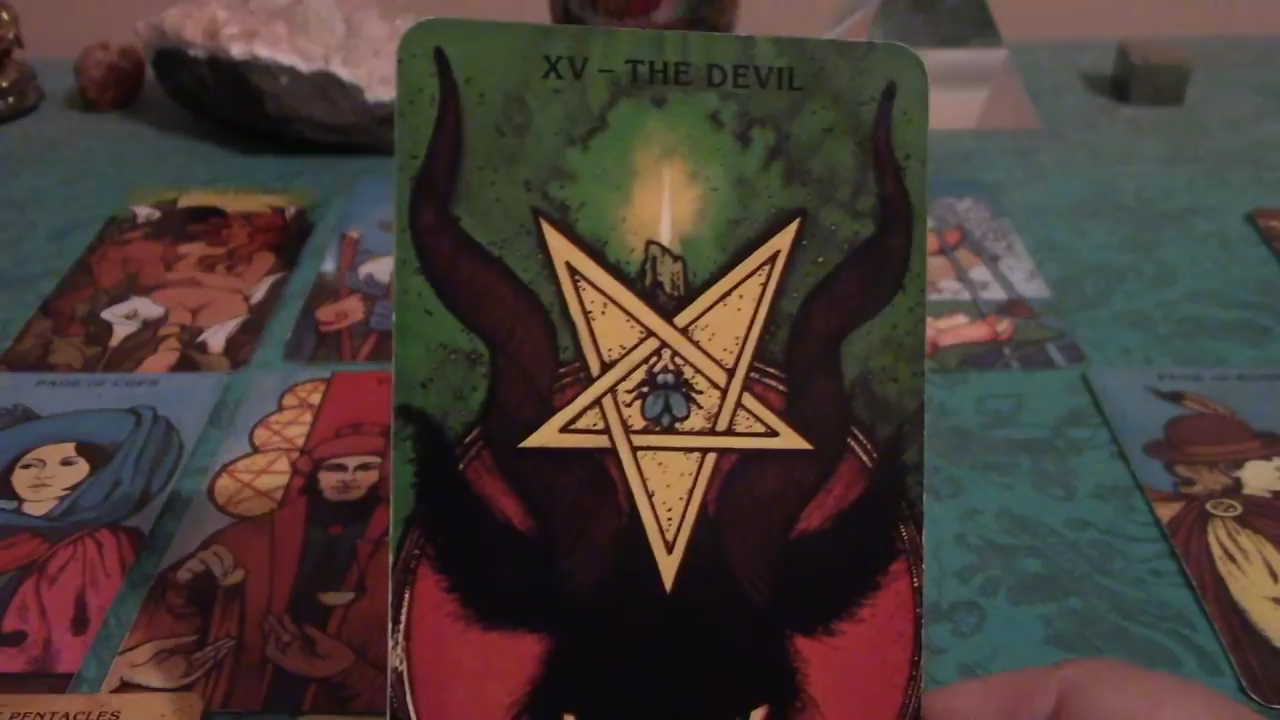 XV – THE DEVIL
PAGE OF CUPS
PENTACLES